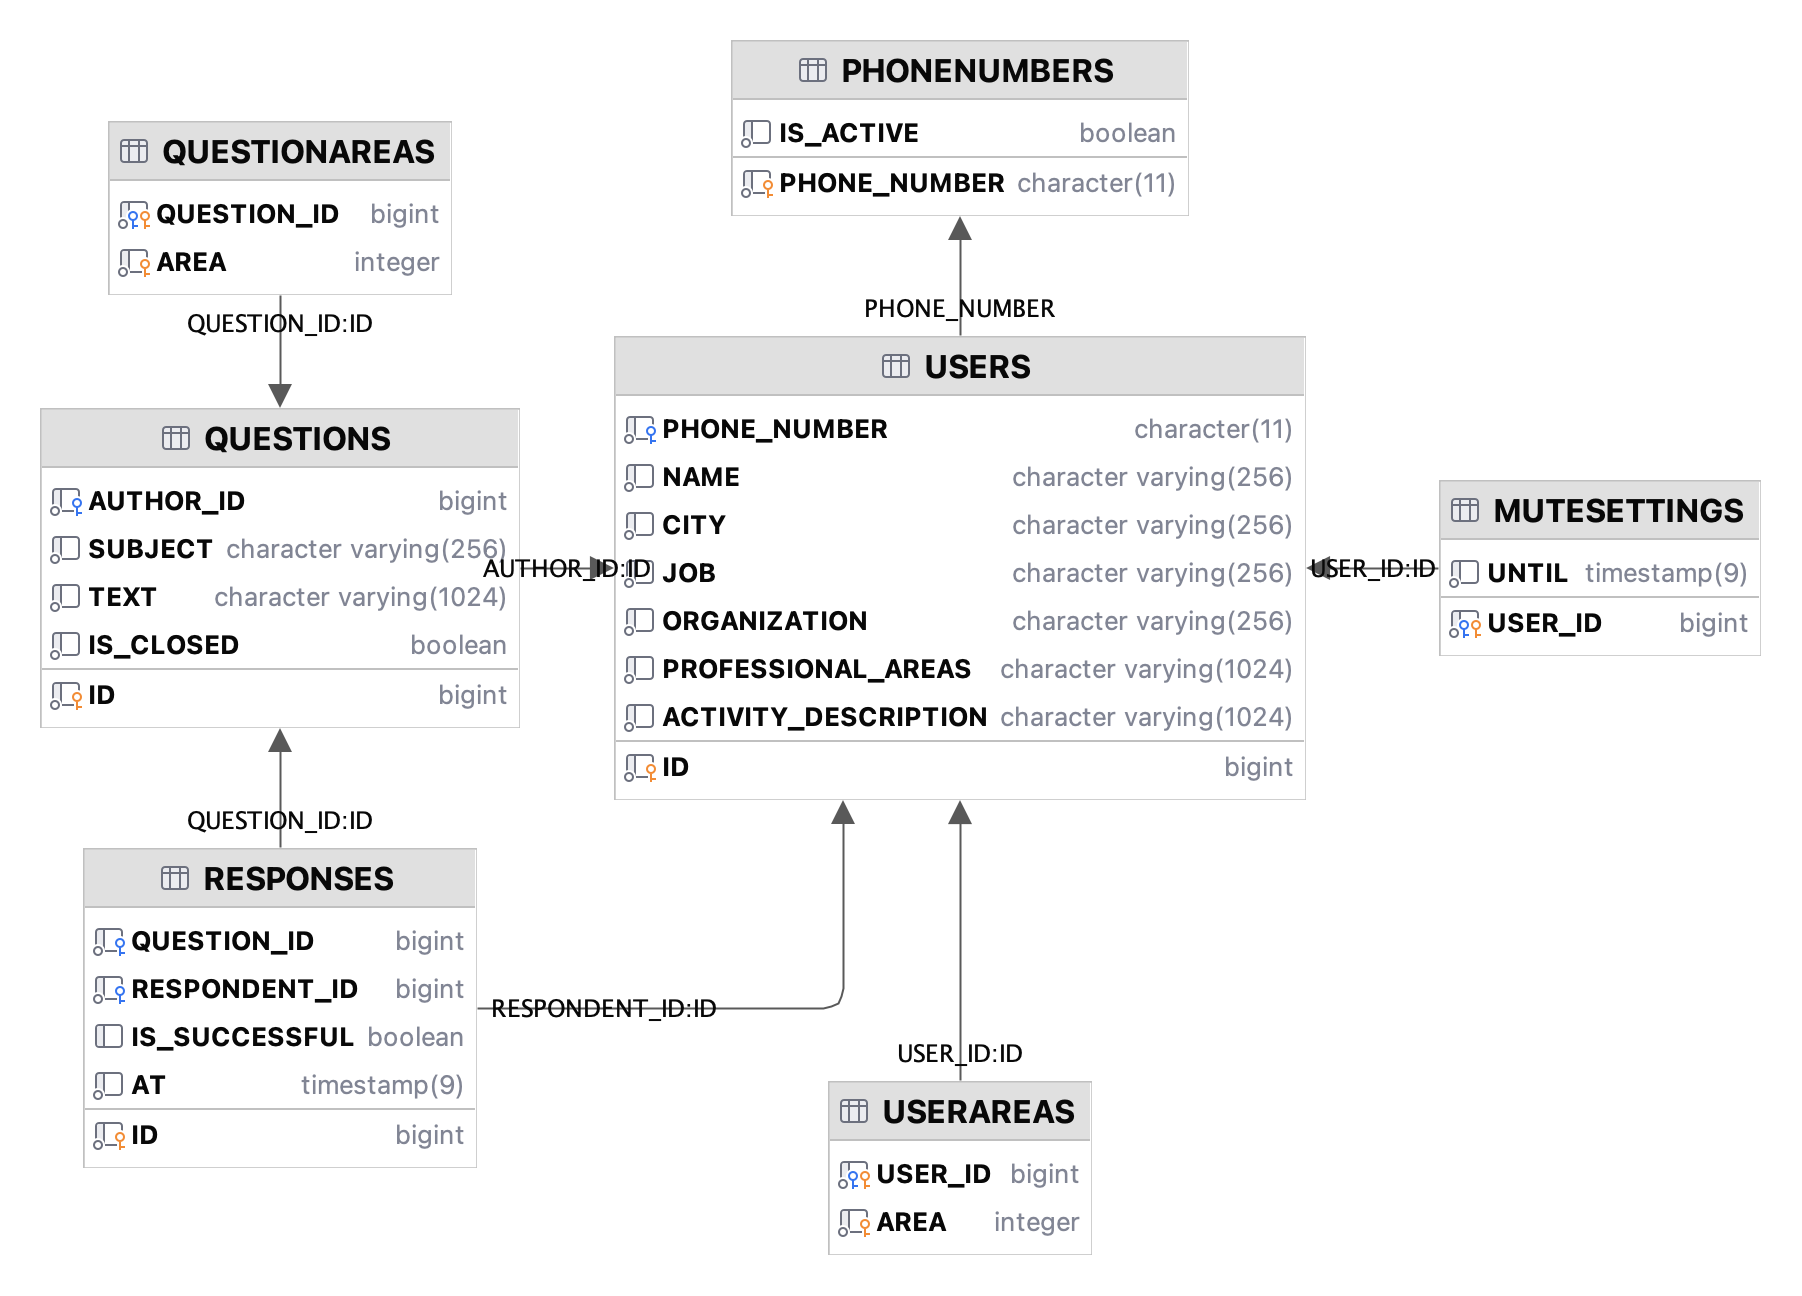 PHONENUMBERS
IS_ACTIVE boolean
PHONE_NUMBER character(11)
QUESTIONAREAS
QUESTION_ID bigint
AREA integer
QUESTION_ID:ID
PHONE_NUMBER
USERS
PHONE_NUMBER character(11)
NAME character varying(256)
CITY character varying(256)
JOB character varying(256)
ORGANIZATION character varying(256)
PROFESSIONAL_AREAS character varying(1024)
ACTIVITY_DESCRIPTION character varying(1024)
ID bigint
QUESTIONS
AUTHOR_ID bigint
SUBJECT character varying(256)
TEXT character varying(1024)
IS_CLOSED boolean
ID bigint
AUTHOR_ID:ID
USER_ID:ID
MUTESETTINGS
UNTIL timestamp(9)
USER_ID bigint
QUESTION_ID:ID
RESPONSES
QUESTION_ID bigint
RESPONDENT_ID bigint
IS_SUCCESSFUL boolean
AT timestamp(9)
ID bigint
RESPONDENT_ID:ID
USER_ID:ID
USERAREAS
USER_ID bigint
AREA integer